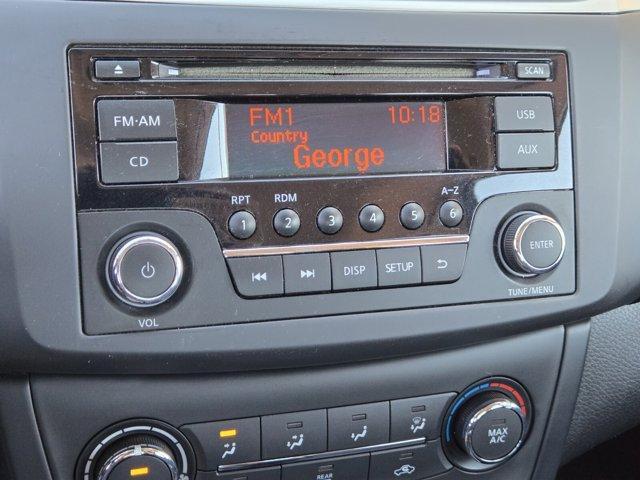 SCAN
FM·AM
FM1 10:18
USB
Country
CD
George
AUX
RPT RDM A-Z
1 2 3 4 5 6
ENTER
DISP SETUP
TUNE/MENU
VOL
MAX
A/C
REAR